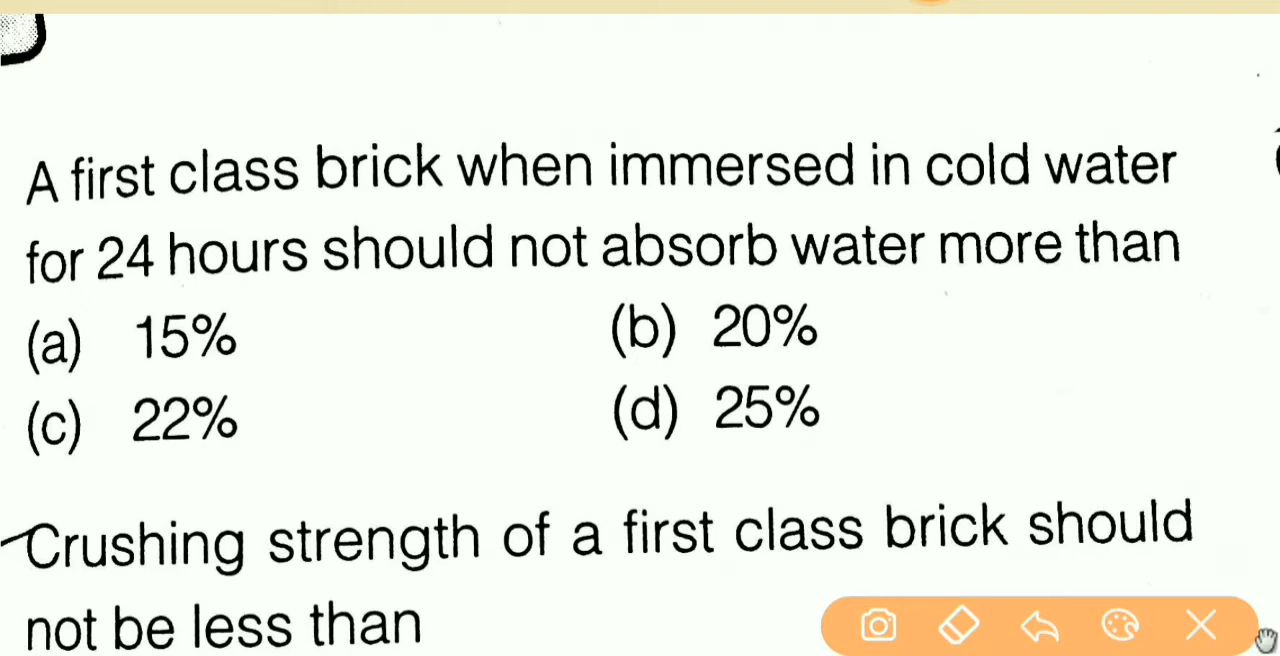 A first class brick when immersed in cold water
for 24 hours should not absorb water more than
(a) 15% (b) 20%
(c) 22% (d) 25%
Crushing strength of a first class brick should
not be less than